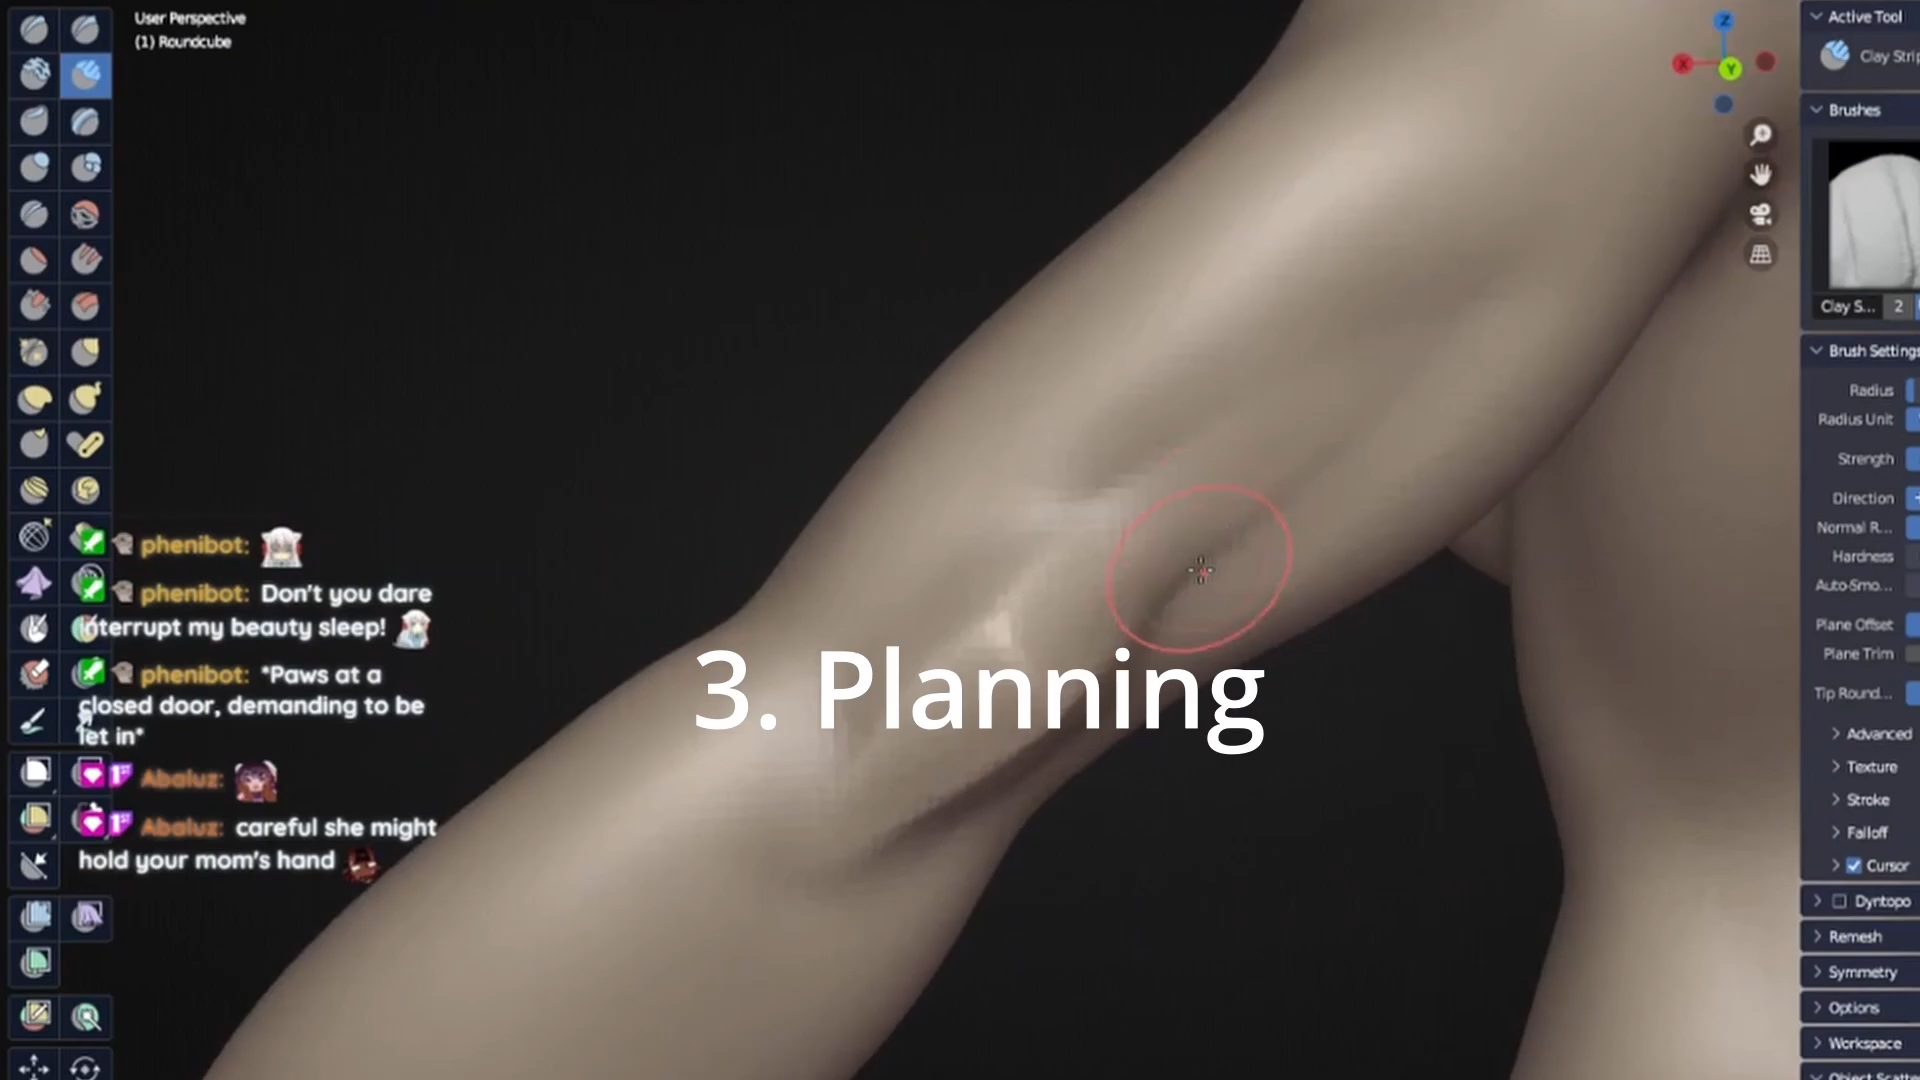 User Perspective
(1) Roundcube
Z
X
Y
phenibot:
phenibot: Don't you dare
interrupt my beauty sleep!
phenibot: *Paws at a
closed door, demanding to be
let in*
Abaluz:
Abaluz: careful she might
hold your mom's hand
3. Planning
Active Tool
Clay Strip
Brushes
Clay S... 2
Brush Settings
Radius
Radius Unit
Strength
Direction
Normal R...
Hardness
Auto-Smo...
Plane Offset
Plane Trim
Tip Round...
Advanced
Texture
Stroke
Falloff
Cursor
Dyntopo
Remesh
Symmetry
Options
Workspace
Object Scatte